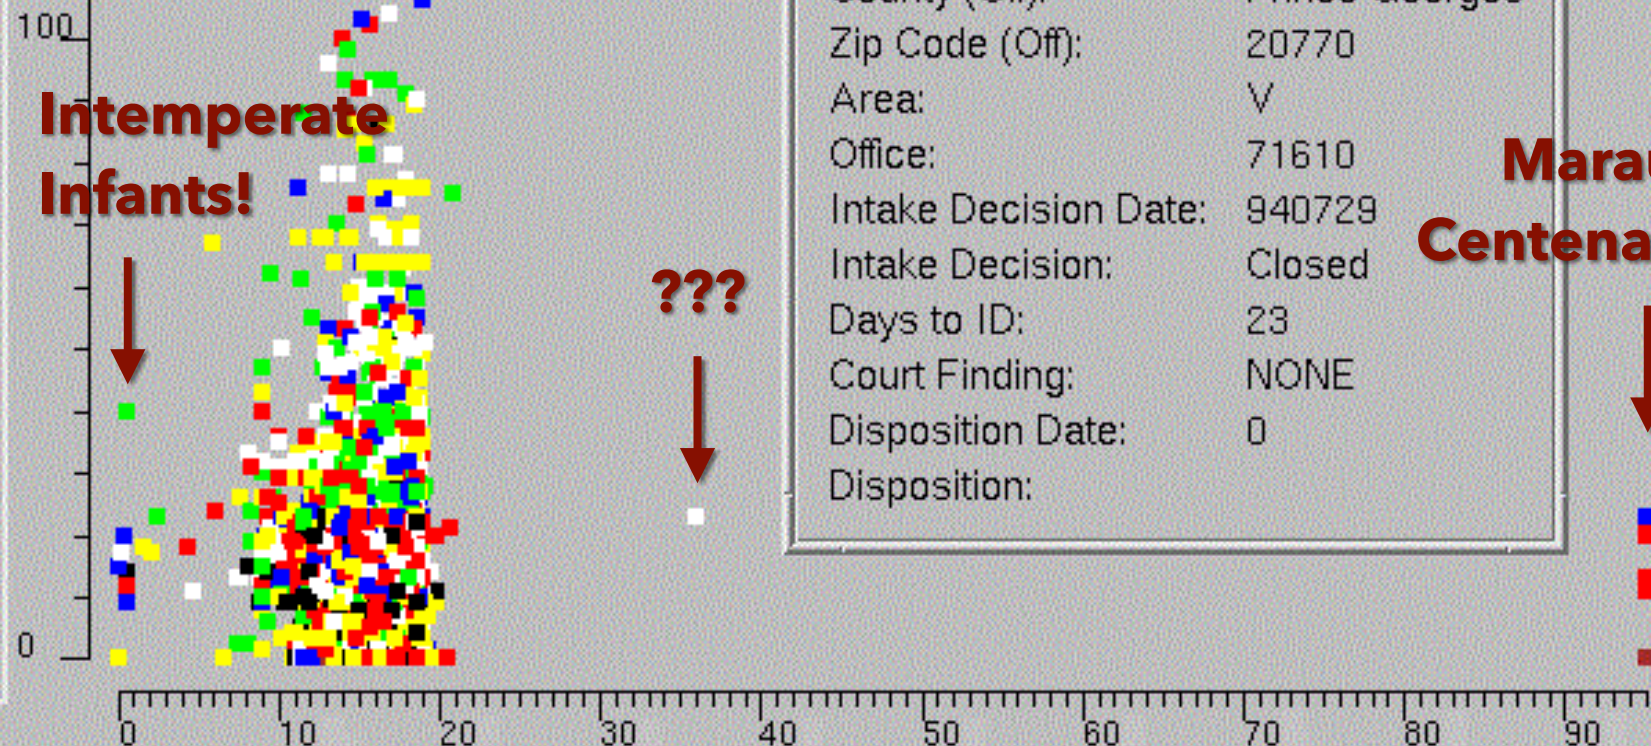 100
Intemperate
Infants!
???
0
Zip Code (Off): 20770
Area: V
Office: 71610
Intake Decision Date: 940729
Intake Decision: Closed
Days to ID: 23
Court Finding: NONE
Disposition Date: 0
Disposition:
0 10 20 30 40 50 60 70 80 90